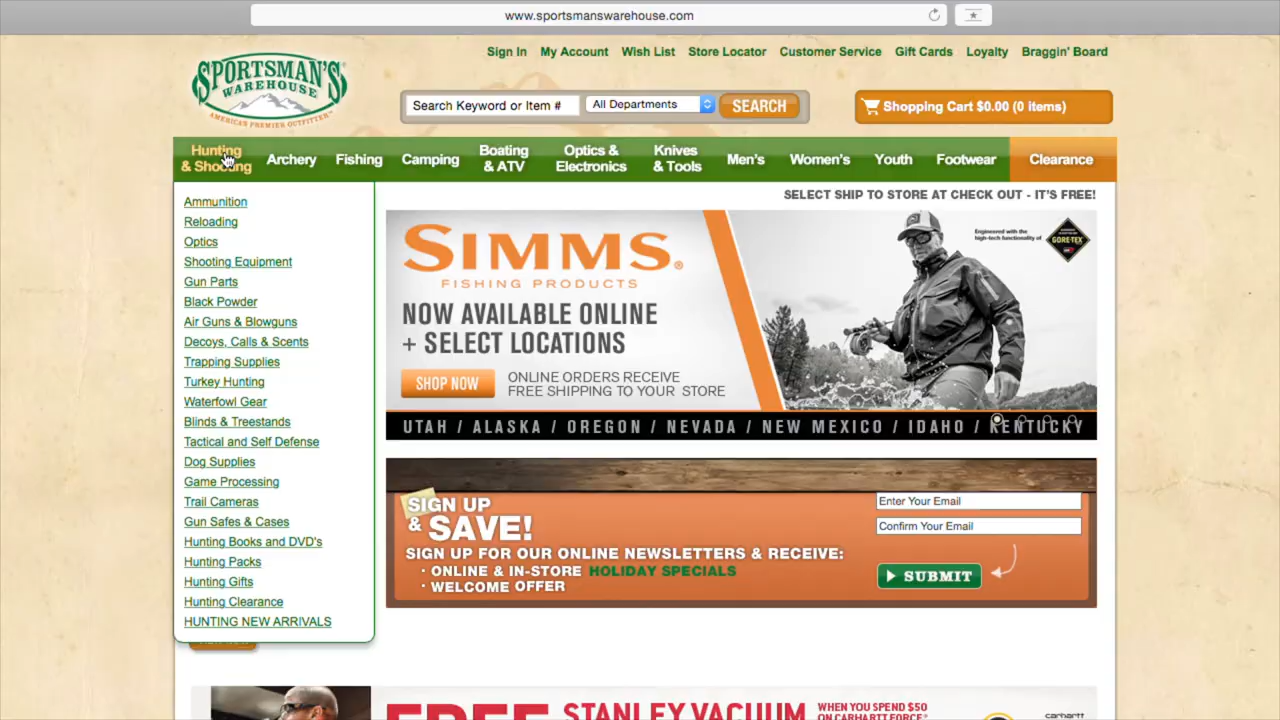 www.sportsmanswarehouse.com
Sign In My Account Wish List Store Locator Customer Service Gift Cards Loyalty Braggin' Board
SPORTSMAN'S
WAREHOUSE
AMERICA'S PREMIER OUTFITTER
Search Keyword or Item # All Departments SEARCH
Shopping Cart $0.00 (0 items)
Hunting & Shooting Archery Fishing Camping Boating & ATV Optics & Electronics Knives & Tools Men's Women's Youth Footwear Clearance
SELECT SHIP TO STORE AT CHECK OUT - IT'S FREE!
Ammunition
Reloading
Optics
Shooting Equipment
Gun Parts
Black Powder
Air Guns & Blowguns
Decoys, Calls & Scents
Trapping Supplies
Turkey Hunting
Waterfowl Gear
Blinds & Treestands
Tactical and Self Defense
Dog Supplies
Game Processing
Trail Cameras
Gun Safes & Cases
Hunting Books and DVD's
Hunting Packs
Hunting Gifts
Hunting Clearance
HUNTING NEW ARRIVALS
SIMMS®
FISHING PRODUCTS
NOW AVAILABLE ONLINE
+ SELECT LOCATIONS
SHOP NOW
ONLINE ORDERS RECEIVE
FREE SHIPPING TO YOUR STORE
Engineered with the
high-tech functionality of
GORE-TEX
UTAH / ALASKA / OREGON / NEVADA / NEW MEXICO / IDAHO / KENTUCKY
SIGN UP
& SAVE!
SIGN UP FOR OUR ONLINE NEWSLETTERS & RECEIVE:
· ONLINE & IN-STORE HOLIDAY SPECIALS
· WELCOME OFFER
Enter Your Email
Confirm Your Email
SUBMIT
FREE STANLEY VACUUM
WHEN YOU SPEND $50
ON CARHARTT FORCE®
carhartt